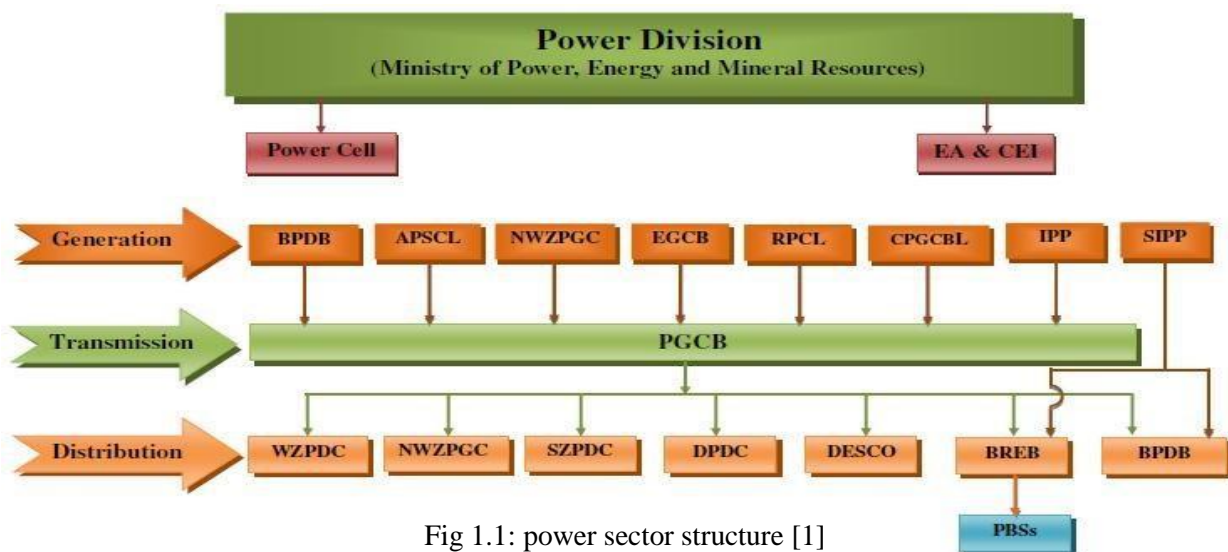 Power Division
(Ministry of Power, Energy and Mineral Resources)
Power Cell
EA & CEI
Generation
BPDB
APSCL
NWZPGC
EGCB
RPCL
CPGCBL
IPP
SIPP
Transmission
PGCB
Distribution
WZPDC
NWZPGC
SZPDC
DPDC
DESCO
BREB
BPDB
PBSs
Fig 1.1: power sector structure [1]